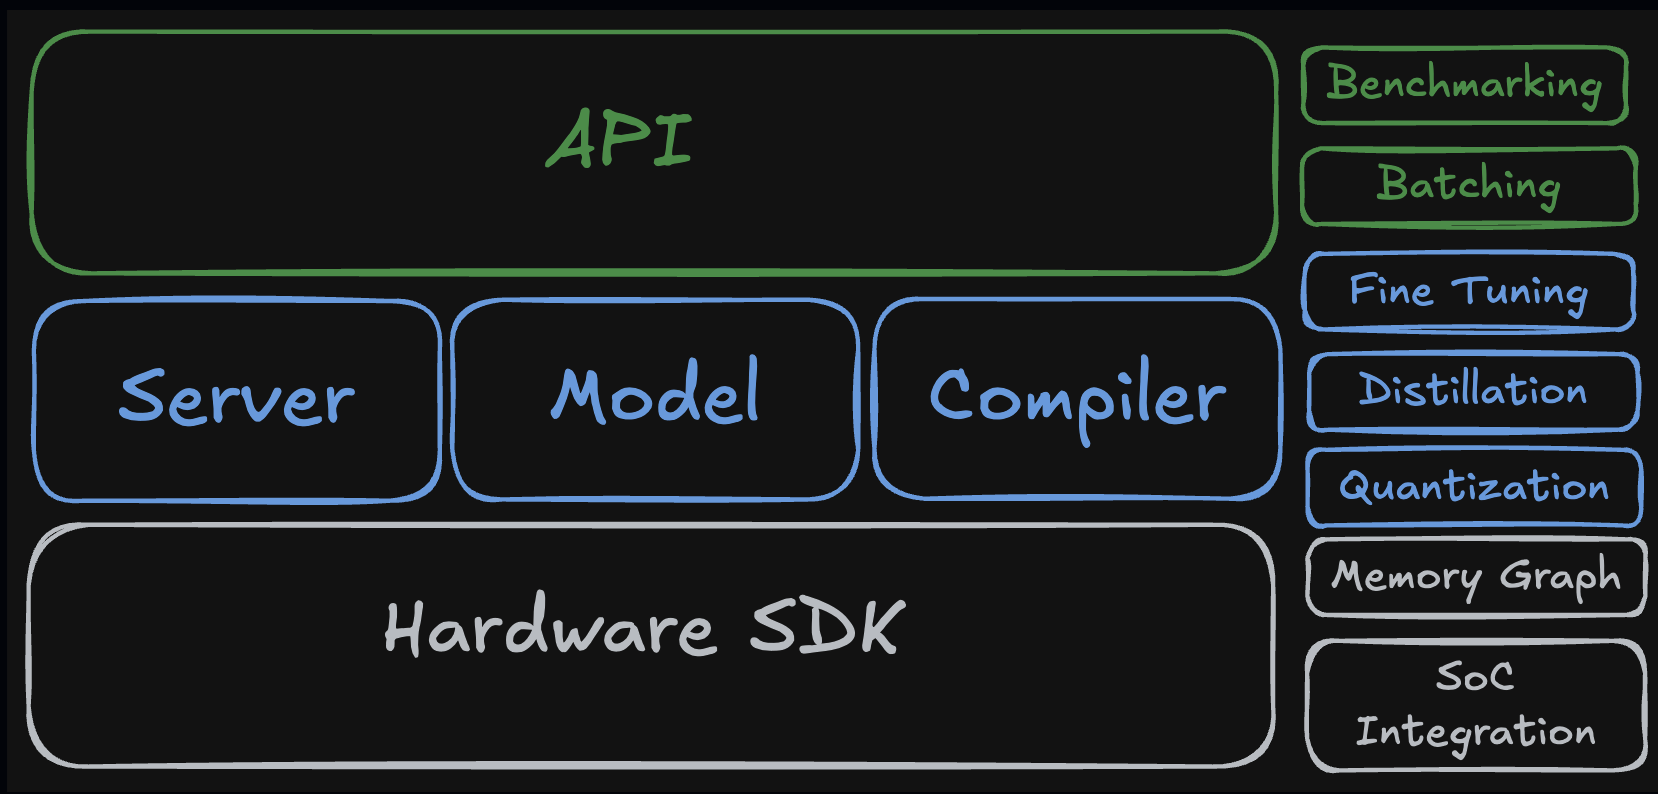 API
Server
Model
Compiler
Hardware SDK
Benchmarking
Batching
Fine Tuning
Distillation
Quantization
Memory Graph
SoC
Integration